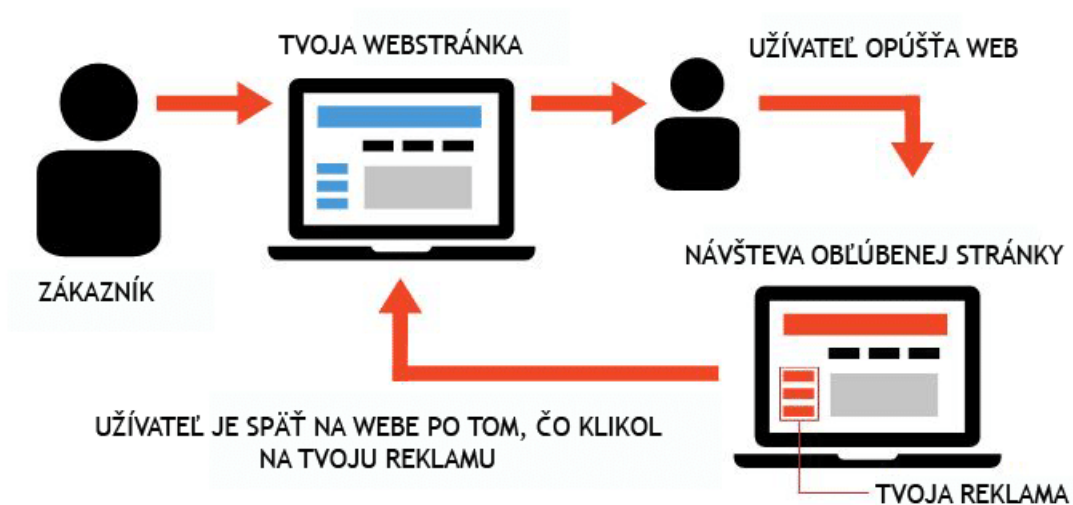 TVOJA WEBSTRÁNKA
UŽÍVATEĽ OPÚŠŤA WEB
ZÁKAZNÍK
NÁVŠTEVA OBĽÚBENEJ STRÁNKY
UŽÍVATEĽ JE SPÄŤ NA WEBE PO TOM, ČO KLIKOL
NA TVOJU REKLAMU
TVOJA REKLAMA